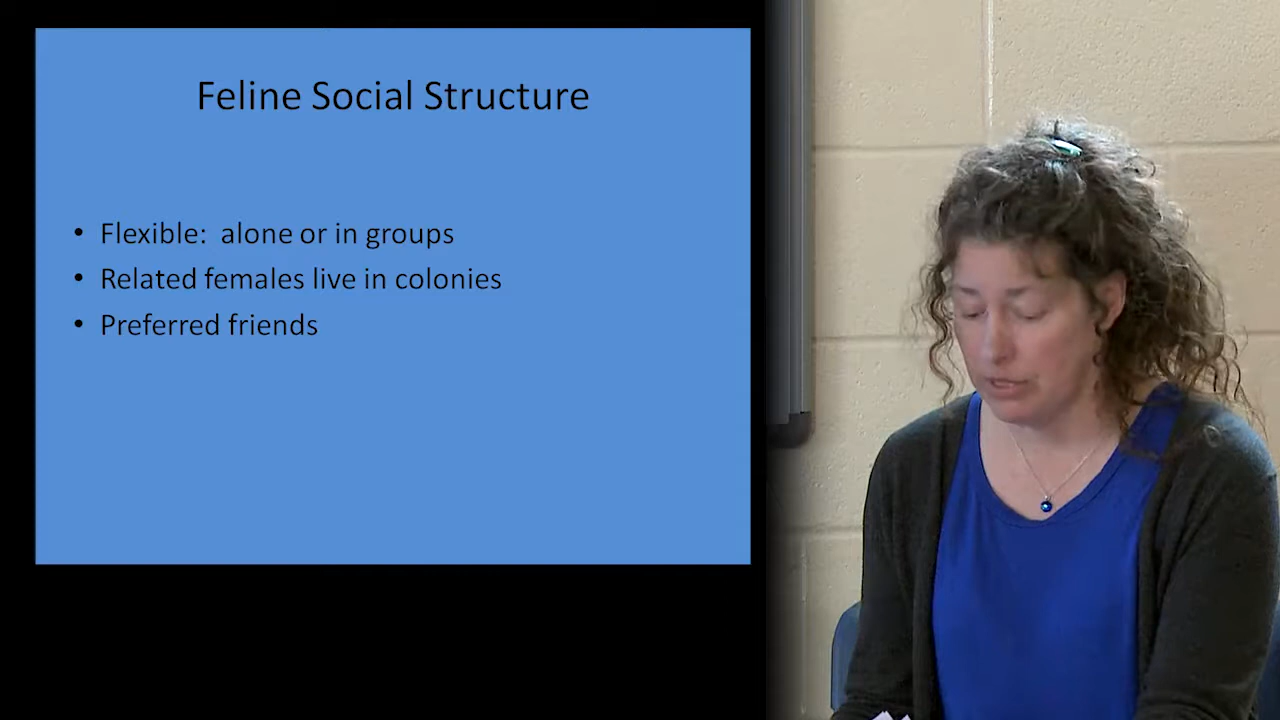 Feline Social Structure
• Flexible:  alone or in groups
• Related females live in colonies
• Preferred friends